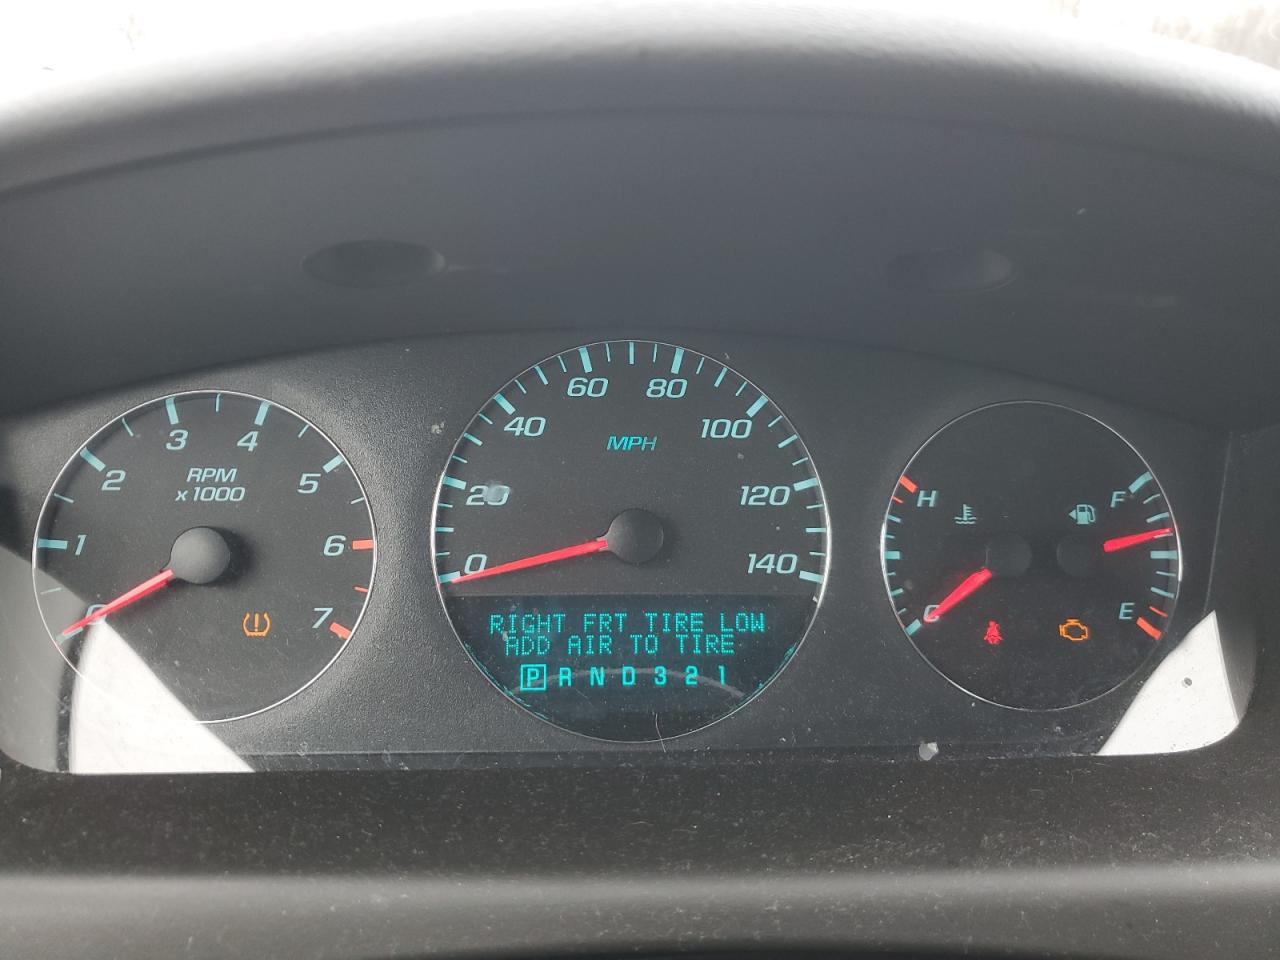 3 4
2 5
RPM
x 1000
1 6
0 7
60 80
40 100
MPH
20 120
0 140
RIGHT FRT TIRE LOW
ADD AIR TO TIRE
P R N D 3 2 1
H F
C E